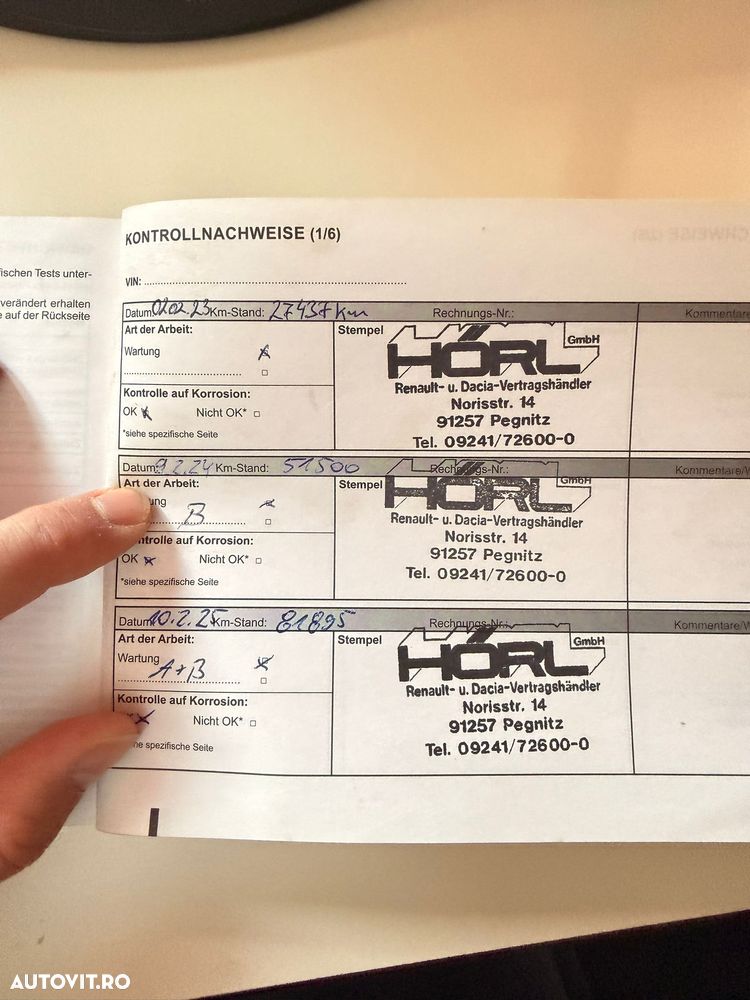 fischen Tests unter-
verändert erhalten
e auf der Rückseite
KONTROLLNACHWEISE (1/6)
VIN:
Datum 02.02.23 Km-Stand: 27437 km Rechnungs-Nr.: Kommentare
Art der Arbeit:
Wartung
Kontrolle auf Korrosion:
OK Nicht OK*
*siehe spezifische Seite
Stempel
HÖRL GmbH
Renault- u. Dacia-Vertragshändler
Norisstr. 14
91257 Pegnitz
Tel. 09241/72600-0
Datum 9.2.24 Km-Stand: 51500 Rechnungs-Nr.: Kommentare/W
Art der Arbeit:
ung
B
ntrolle auf Korrosion:
OK Nicht OK*
*siehe spezifische Seite
Stempel
HÖRL GmbH
Renault- u. Dacia-Vertragshändler
Norisstr. 14
91257 Pegnitz
Tel. 09241/72600-0
Datum 10.2.25 Km-Stand: 81895 Rechnungs-Nr.: Kommentare/W
Art der Arbeit:
Wartung
A+B
Kontrolle auf Korrosion:
Nicht OK*
he spezifische Seite
Stempel
HÖRL GmbH
Renault- u. Dacia-Vertragshändler
Norisstr. 14
91257 Pegnitz
Tel. 09241/72600-0
AUTOVIT.RO